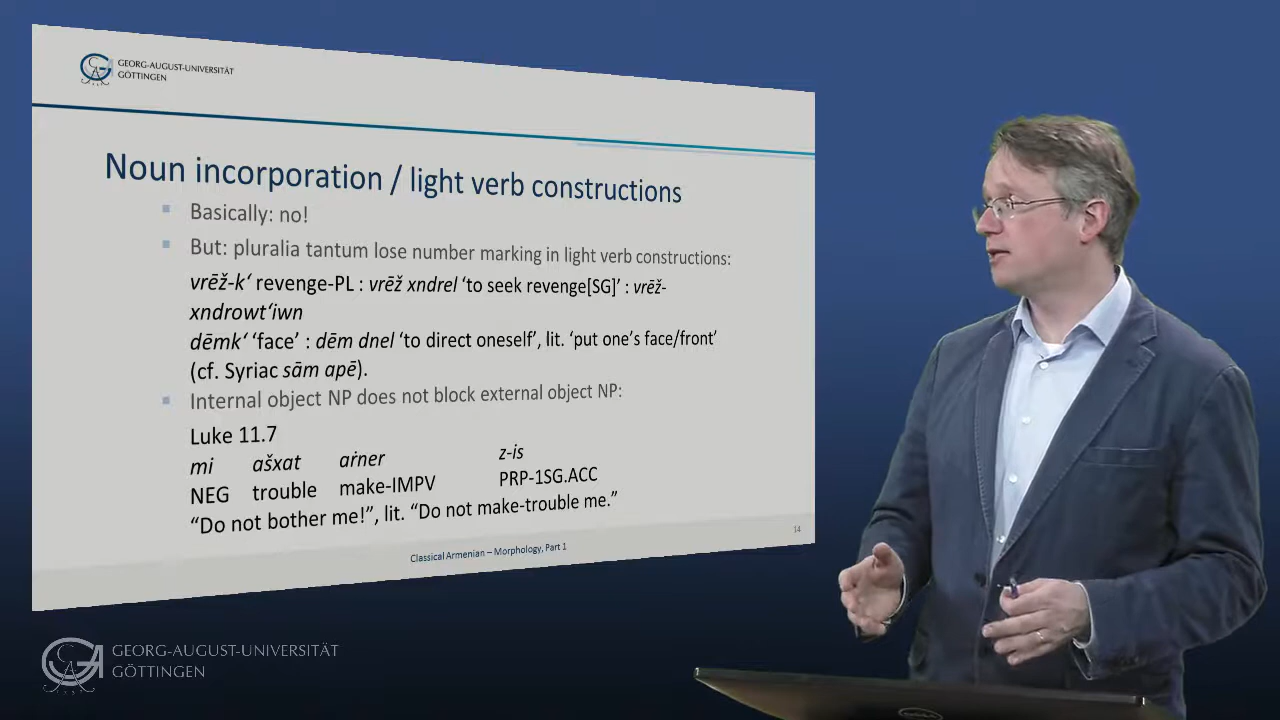 GEORG-AUGUST-UNIVERSITÄT
GÖTTINGEN
Noun incorporation / light verb constructions
Basically: no!
But: pluralia tantum lose number marking in light verb constructions:
vrēž-k‘ revenge-PL : vrēž xndrel ‘to seek revenge[SG]’ : vrēž-
xndrowt‘iwn
dēmk‘ ‘face’ : dēm dnel ‘to direct oneself’, lit. ‘put one’s face/front’
(cf. Syriac sām apē).
Internal object NP does not block external object NP:
Luke 11.7
mi ašxat aṙner z-is
NEG trouble make-IMPV PRP-1SG.ACC
“Do not bother me!”, lit. “Do not make-trouble me.”
14
Classical Armenian – Morphology, Part 1
GEORG-AUGUST-UNIVERSITÄT
GÖTTINGEN